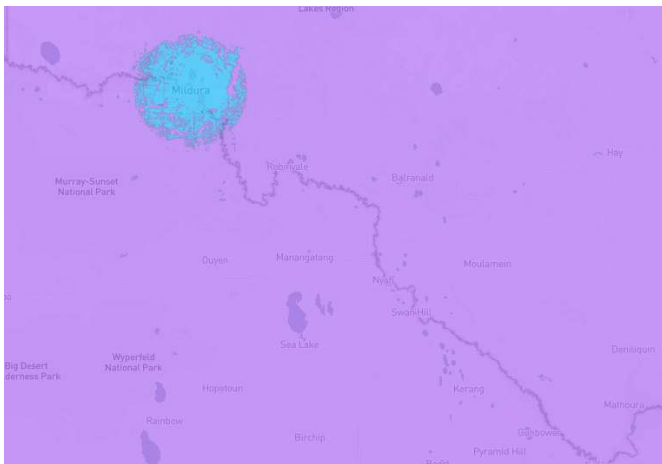 Lakes Region
Mildura
Hay
Robinvale
Murray-Sunset
National Park
Balranald
Ouyen
Manangatang
Moulamein
Nyah
Swan Hill
Sea Lake
Deniliquin
Big Desert
derness Park
Wyperfeld
National Park
Hopetoun
Kerang
Mathoura
Rainbow
Gunbower
Birchip
Pyramid Hill